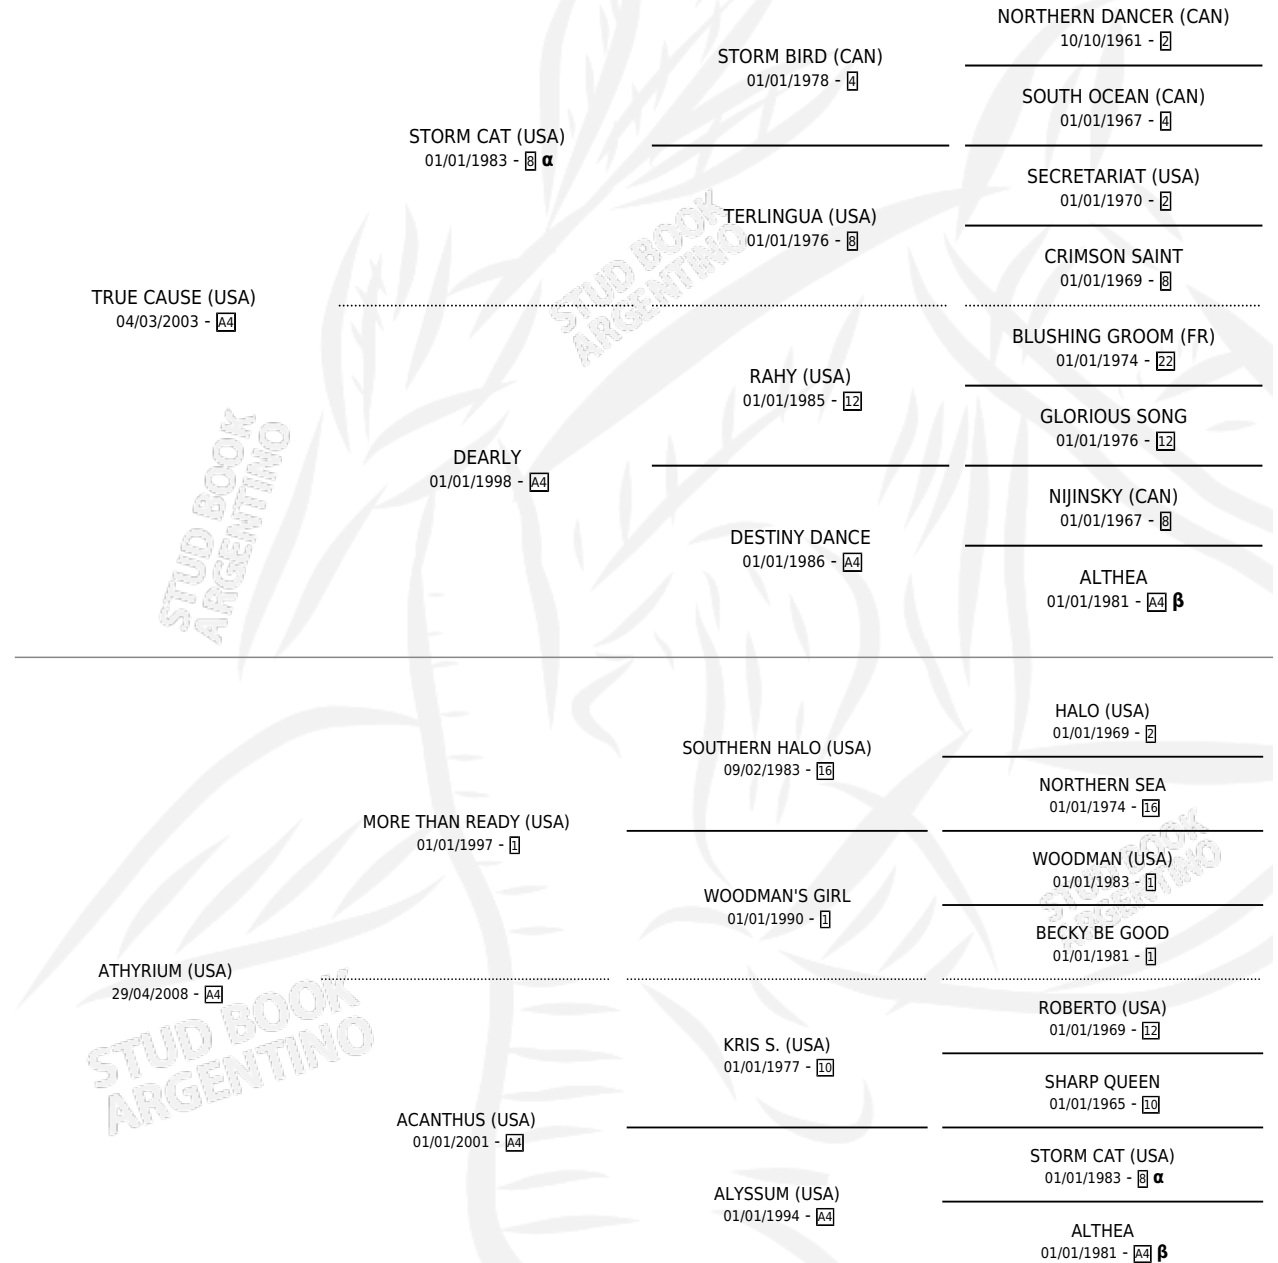 NORTHERN DANCER (CAN)
10/10/1961 - 2
STORM BIRD (CAN)
01/01/1978 - 4
SOUTH OCEAN (CAN)
01/01/1967 - 4
STORM CAT (USA)
01/01/1983 - 8 α
SECRETARIAT (USA)
01/01/1970 - 2
TERLINGUA (USA)
01/01/1976 - 8
CRIMSON SAINT
01/01/1969 - 8
STUD BOOK
ARGENTINO
TRUE CAUSE (USA)
04/03/2003 - A4
BLUSHING GROOM (FR)
01/01/1974 - 22
RAHY (USA)
01/01/1985 - 12
GLORIOUS SONG
01/01/1976 - 12
DEARLY
01/01/1998 - A4
NIJINSKY (CAN)
01/01/1967 - 8
DESTINY DANCE
01/01/1986 - A4
ALTHEA
01/01/1981 - A4 β
STUD BOOK
ARGENTINO
HALO (USA)
01/01/1969 - 2
SOUTHERN HALO (USA)
09/02/1983 - 16
NORTHERN SEA
01/01/1974 - 16
MORE THAN READY (USA)
01/01/1997 - 1
WOODMAN (USA)
01/01/1983 - 1
WOODMAN'S GIRL
01/01/1990 - 1
BECKY BE GOOD
01/01/1981 - 1
STUD BOOK
ARGENTINO
ATHYRIUM (USA)
29/04/2008 - A4
ROBERTO (USA)
01/01/1969 - 12
KRIS S. (USA)
01/01/1977 - 10
SHARP QUEEN
01/01/1965 - 10
ACANTHUS (USA)
01/01/2001 - A4
STORM CAT (USA)
01/01/1983 - 8 α
ALYSSUM (USA)
01/01/1994 - A4
ALTHEA
01/01/1981 - A4 β
STUD BOOK
ARGENTINO